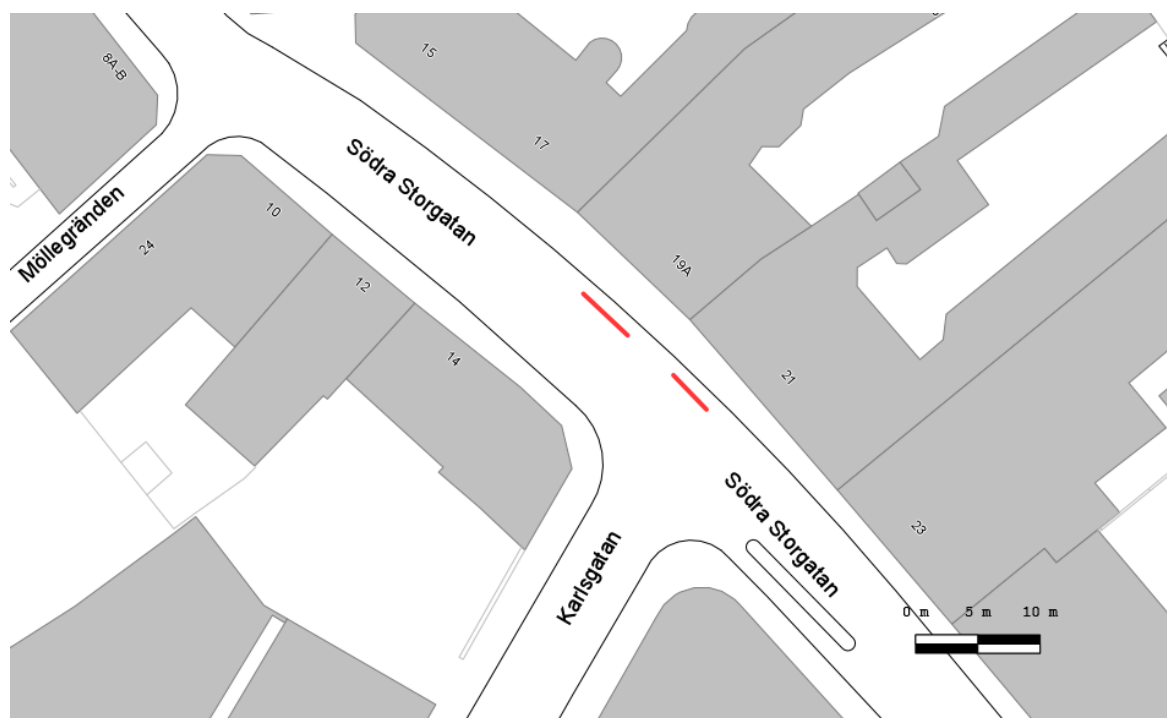 15
8A-B
17
Södra Storgatan
10
Möllegränden
24
19A
12
14
21
Södra Storgatan
23
Karlsgatan
0 m 5 m 10 m